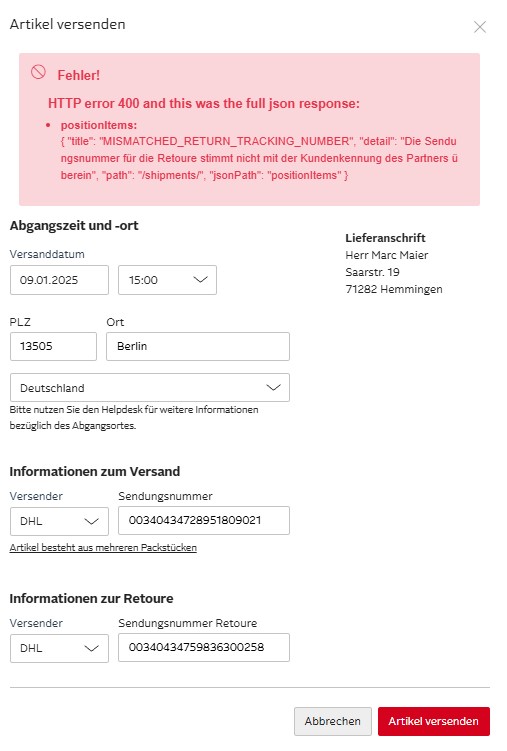 Artikel versenden
Fehler!
HTTP error 400 and this was the full json response:
positionItems:
{ "title": "MISMATCHED_RETURN_TRACKING_NUMBER", "detail": "Die Sendu
ngsnummer für die Retoure stimmt nicht mit der Kundenkennung des Partners ü
berein", "path": "/shipments/", "jsonPath": "positionItems" }
Abgangszeit und -ort
Versanddatum
09.01.2025
15:00
Lieferanschrift
Herr Marc Maier
Saarstr. 19
71282 Hemmingen
PLZ
Ort
13505
Berlin
Deutschland
Bitte nutzen Sie den Helpdesk für weitere Informationen
bezüglich des Abgangsortes.
Informationen zum Versand
Versender
Sendungsnummer
DHL
00340434728951809021
Artikel besteht aus mehreren Packstücken
Informationen zur Retoure
Versender
Sendungsnummer Retoure
DHL
00340434759836300258
Abbrechen
Artikel versenden